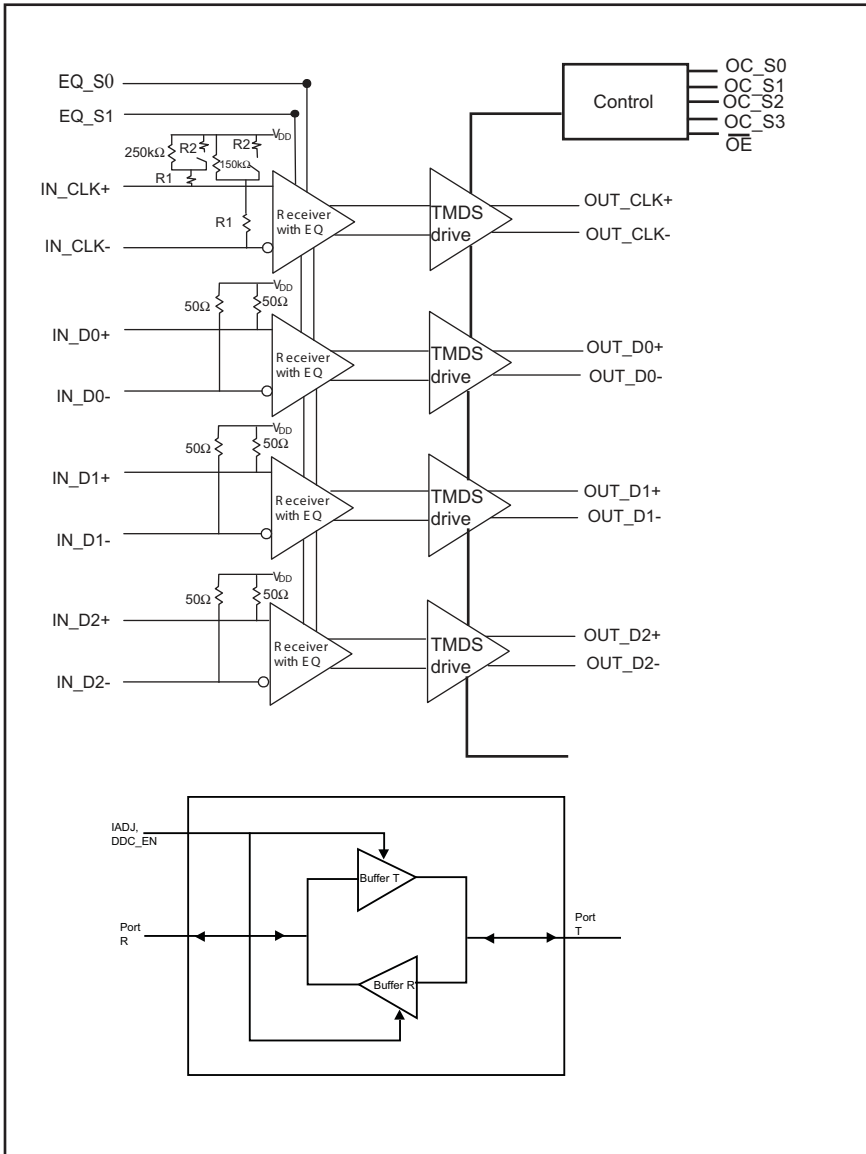 EQ_S0
EQ_S1
OC_S0
OC_S1
OC_S2
OC_S3
OE
Control
VDD
250kΩ
R2
R2
150kΩ
R1
R1
IN_CLK+
IN_CLK-
Receiver
with EQ
TMDS
drive
OUT_CLK+
OUT_CLK-
VDD
50Ω
50Ω
IN_D0+
IN_D0-
Receiver
with EQ
TMDS
drive
OUT_D0+
OUT_D0-
VDD
50Ω
50Ω
IN_D1+
IN_D1-
Receiver
with EQ
TMDS
drive
OUT_D1+
OUT_D1-
VDD
50Ω
50Ω
IN_D2+
IN_D2-
Receiver
with EQ
TMDS
drive
OUT_D2+
OUT_D2-
IADJ,
DDC_EN
Buffer T
Port
R
Port
T
Buffer R